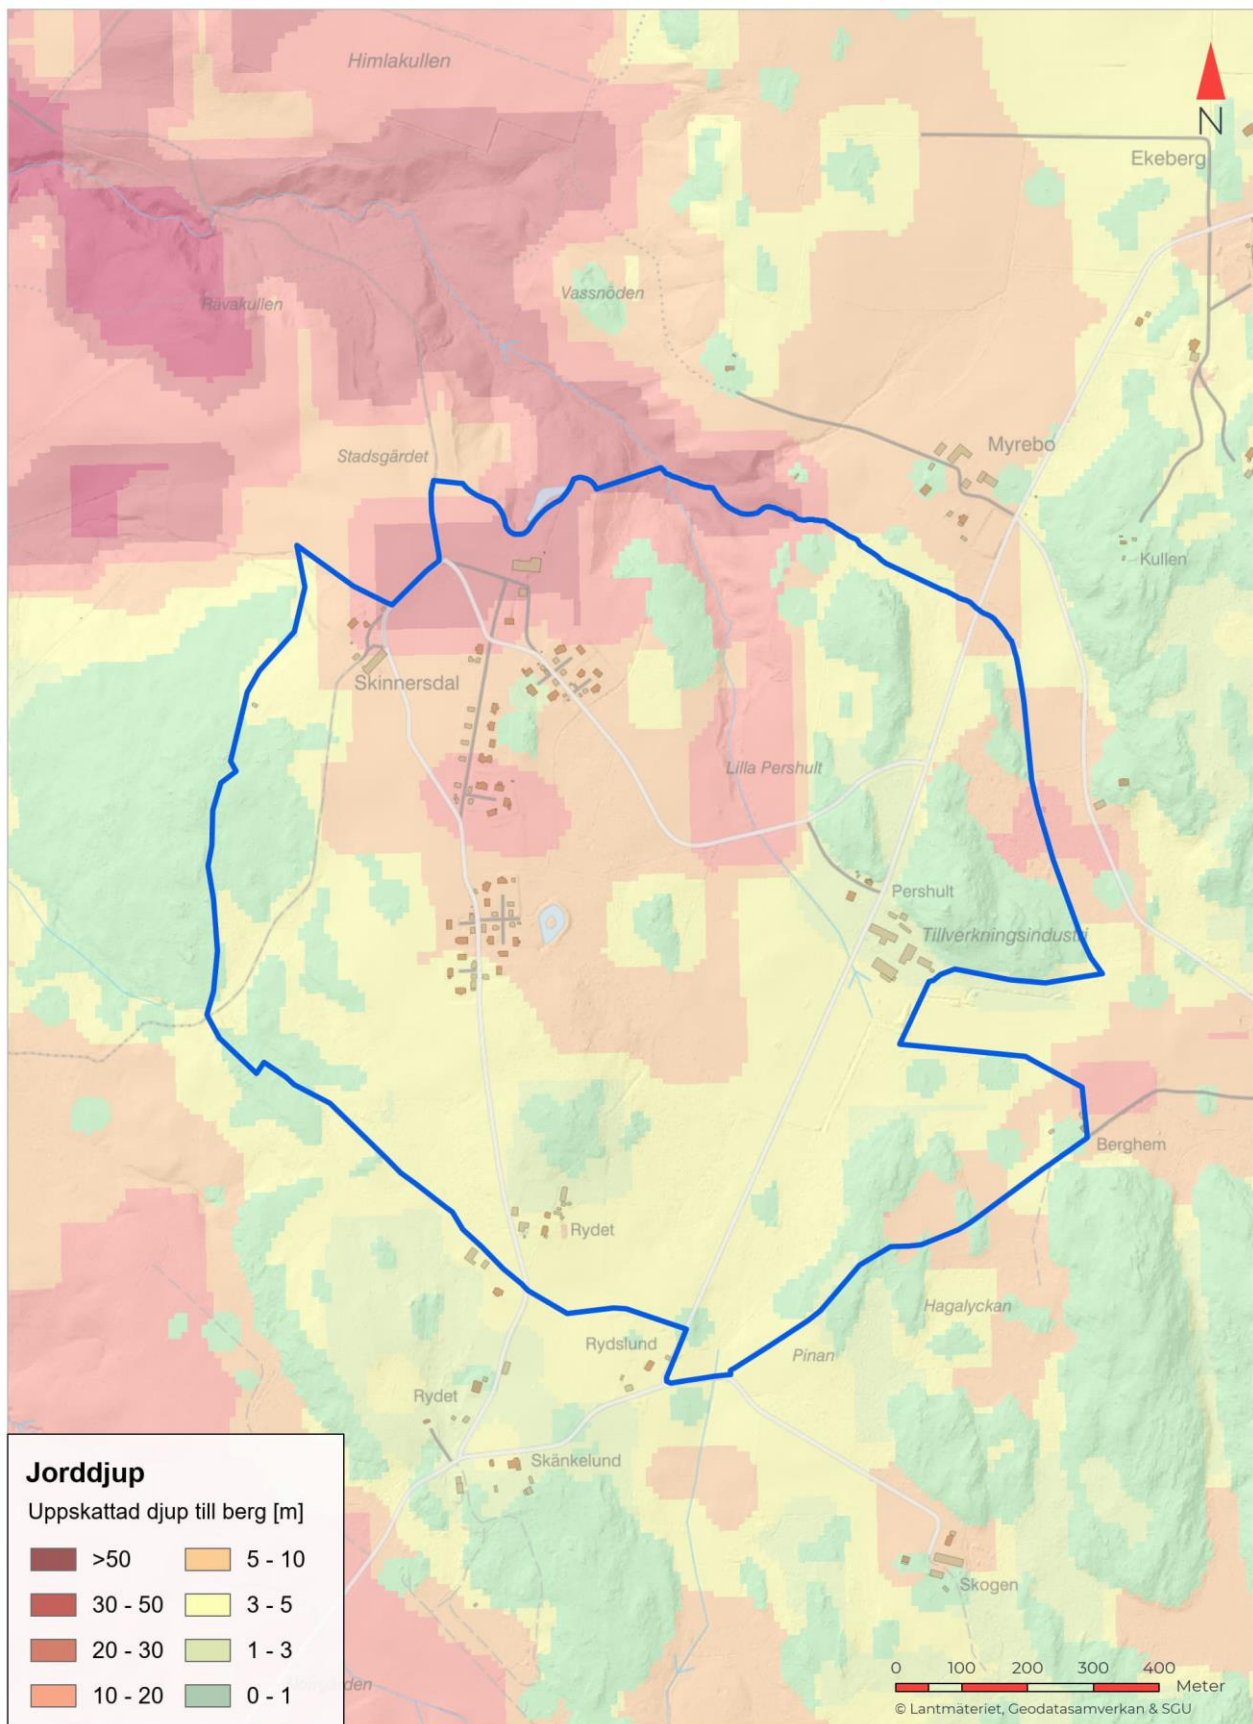 Himlakullen
N
Ekeberg
Rävakullen
Vassnöden
Stadsgärdet
Myrebo
Kullen
Skinnersdal
Lilla Pershult
Pershult
Tillverkningsindustri
Berghem
Rydet
Hagalyckan
Rydslund
Pinan
Rydet
Skänkelund
Skogen
Jorddjup
Uppskattad djup till berg [m]
>50 5 - 10
30 - 50 3 - 5
20 - 30 1 - 3
10 - 20 0 - 1
0 100 200 300 400
Meter
© Lantmäteriet, Geodatasamverkan & SGU